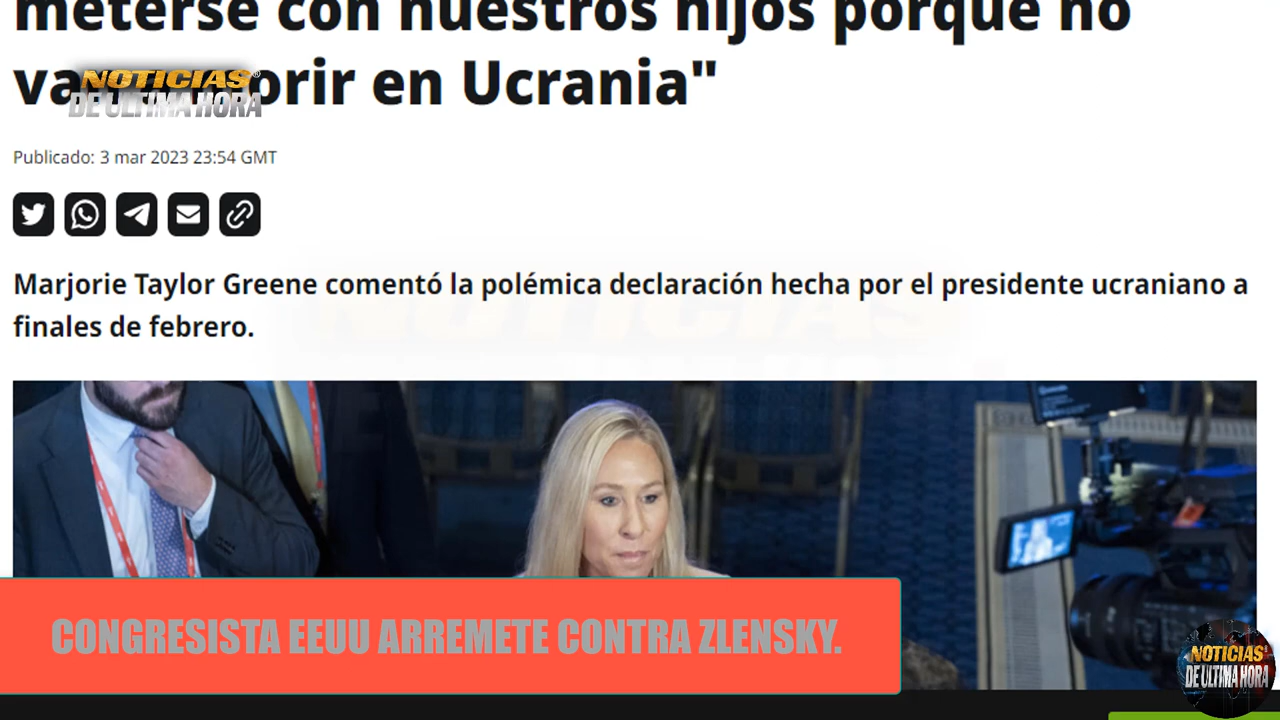 meterse con nuestros hijos porque no
va orir en Ucrania"
NOTICIAS
DE ULTIMA HORA
Publicado: 3 mar 2023 23:54 GMT
Marjorie Taylor Greene comentó la polémica declaración hecha por el presidente ucraniano a
finales de febrero.
NOTICIAS
CONGRESISTA EEUU ARREMETE CONTRA ZLENSKY.
NOTICIAS
DE ULTIMA HORA